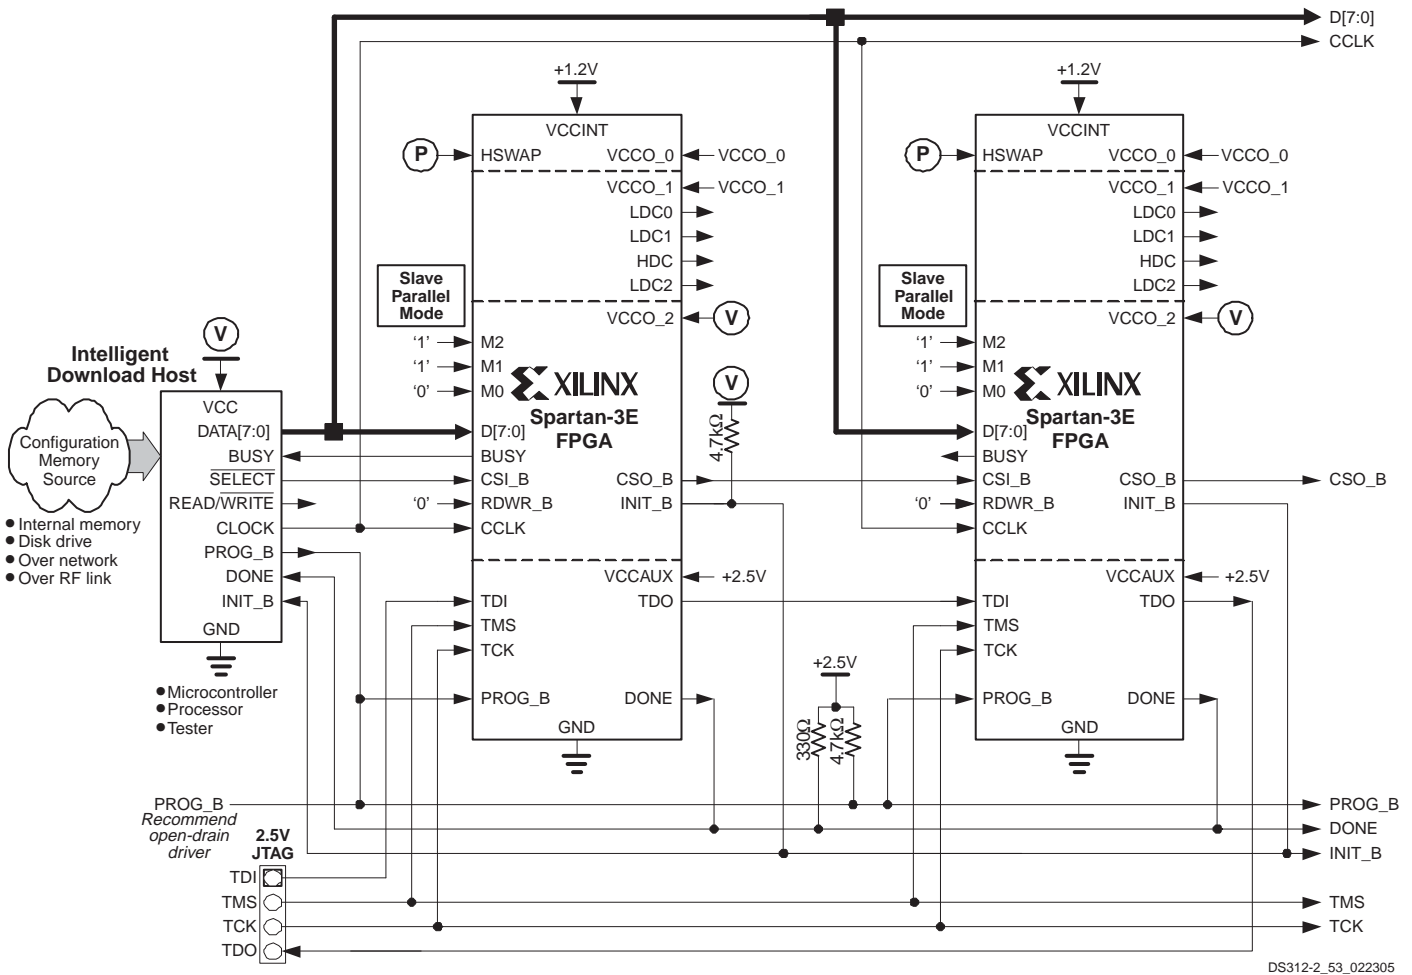 D[7:0]
CCLK
+1.2V
+1.2V
VCCINT
VCCINT
P
HSWAP
VCCO_0
VCCO_0
P
HSWAP
VCCO_0
VCCO_0
VCCO_1
VCCO_1
VCCO_1
VCCO_1
LDC0
LDC0
LDC1
LDC1
HDC
HDC
LDC2
LDC2
Slave
Parallel
Mode
Slave
Parallel
Mode
VCCO_2
V
VCCO_2
V
V
'1'
M2
'1'
M2
Intelligent
Download Host
'1'
M1
'1'
M1
'0'
M0
XILINX
V
'0'
M0
XILINX
VCC
Spartan-3E
FPGA
Spartan-3E
FPGA
4.7kΩ
Configuration
Memory
Source
DATA[7:0]
D[7:0]
D[7:0]
BUSY
BUSY
BUSY
SELECT
CSI_B
CSO_B
CSI_B
CSO_B
CSO_B
READ/WRITE
'0'
RDWR_B
INIT_B
'0'
RDWR_B
INIT_B
CLOCK
CCLK
CCLK
● Internal memory
● Disk drive
● Over network
● Over RF link
PROG_B
DONE
VCCAUX
+2.5V
VCCAUX
+2.5V
INIT_B
TDI
TDO
TDI
TDO
GND
TMS
TMS
TCK
TCK
● Microcontroller
● Processor
● Tester
+2.5V
PROG_B
DONE
PROG_B
DONE
GND
GND
330Ω
4.7kΩ
PROG_B
Recommend
open-drain
driver
PROG_B
DONE
INIT_B
2.5V
JTAG
TDI
TMS
TMS
TCK
TCK
TDO
DS312-2_53_022305